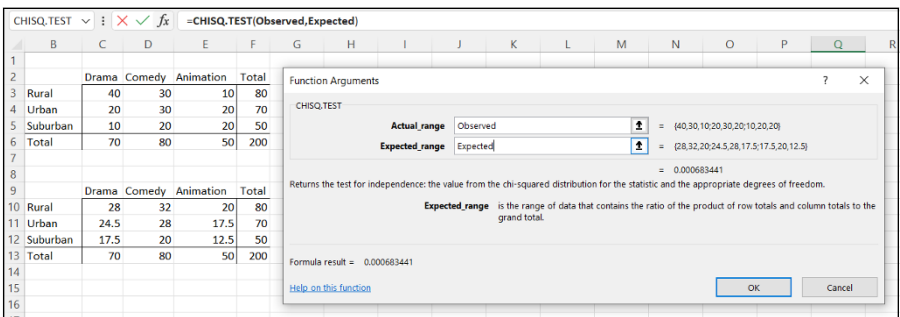 CHISQ.TEST fx =CHISQ.TEST(Observed,Expected)
B C D E F G H I J K L M N O P Q R
1
2 Drama Comedy Animation Total
3 Rural 40 30 10 80
4 Urban 20 30 20 70
5 Suburban 10 20 20 50
6 Total 70 80 50 200
7
8
9 Drama Comedy Animation Total
10 Rural 28 32 20 80
11 Urban 24.5 28 17.5 70
12 Suburban 17.5 20 12.5 50
13 Total 70 80 50 200
14
15
16
Function Arguments ? ×
CHISQ.TEST
Actual_range Observed = {40,30,10;20,30,20;10,20,20}
Expected_range Expected = {28,32,20;24.5,28,17.5;17.5,20,12.5}
= 0.000683441
Returns the test for independence: the value from the chi-squared distribution for the statistic and the appropriate degrees of freedom.
Expected_range is the range of data that contains the ratio of the product of row totals and column totals to the
grand total.
Formula result = 0.000683441
Help on this function OK Cancel